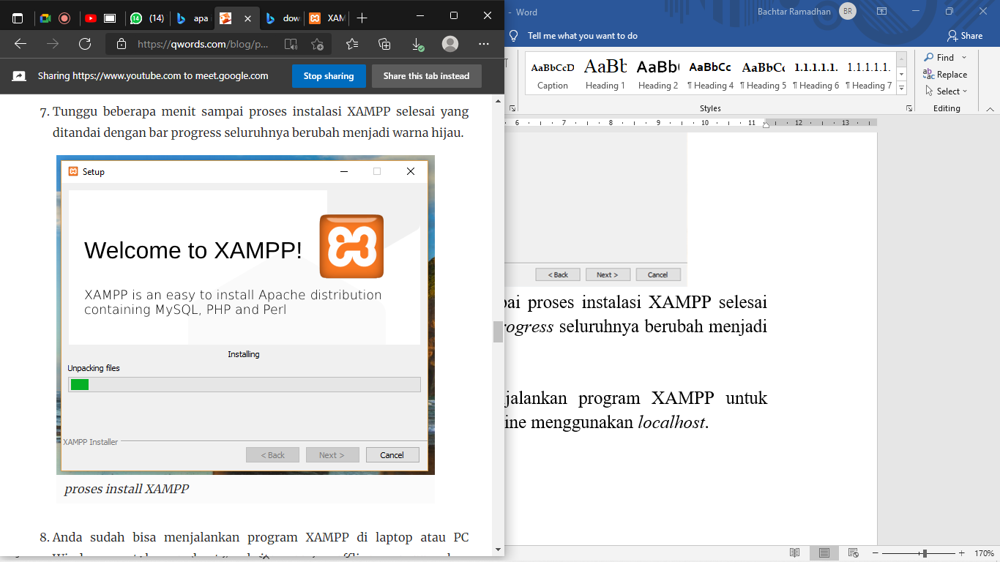 (14)
apa
dow
XAM
https://qwords.com/blog/p...
Sharing https://www.youtube.com to meet.google.com
Stop sharing
Share this tab instead
7. Tunggu beberapa menit sampai proses instalasi XAMPP selesai yang
ditandai dengan bar progress seluruhnya berubah menjadi warna hijau.
Setup
Welcome to XAMPP!
XAMPP is an easy to install Apache distribution
containing MySQL, PHP and Perl
Installing
Unpacking files
XAMPP Installer
< Back
Next >
Cancel
proses install XAMPP
8. Anda sudah bisa menjalankan program XAMPP di laptop atau PC
- Word
Bachtar Ramadhan
BR
Tell me what you want to do
Share
AaBbCcD
AaBb
AaBb(
AaBbCc
AaBbCc
1.1.1.1.1.
1.1.1.1.1.
Caption
Heading 1
Heading 2
¶ Heading 4
¶ Heading 5
¶ Heading 6
¶ Heading 7
Styles
Find
Replace
Select
Editing
6 7 8 9 10 11 12 13
< Back
Next >
Cancel
pai proses instalasi XAMPP selesai
rogress seluruhnya berubah menjadi
jalankan program XAMPP untuk
ine menggunakan localhost.
170%